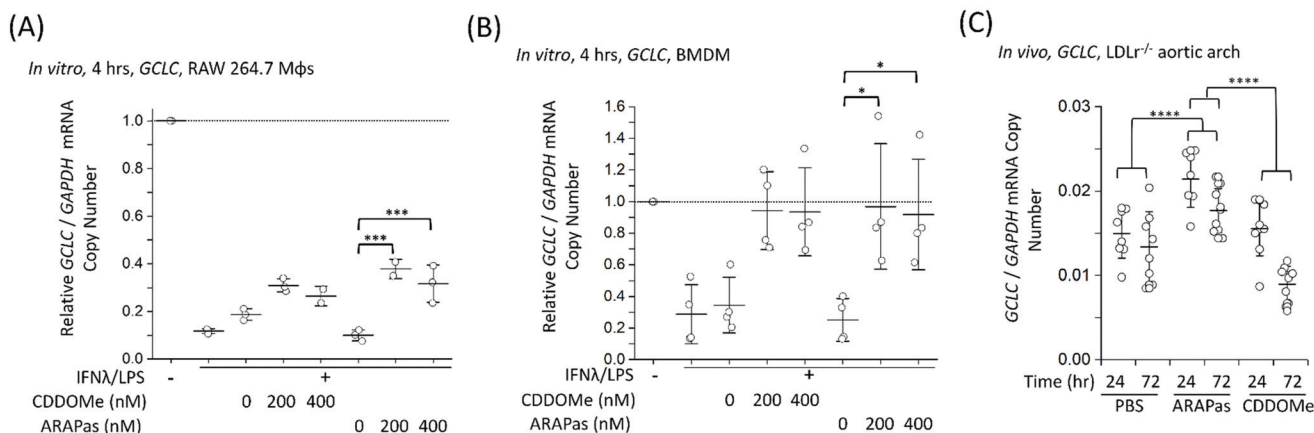 (A)
In vitro, 4 hrs, GCLC, RAW 264.7 Mϕs
Relative GCLC / GAPDH mRNA
Copy Number
1.0
0.8
0.6
0.4
0.2
0.0
***
***
IFNλ/LPS - +
CDDOMe (nM) 0 200 400
ARAPas (nM) 0 200 400
(B)
In vitro, 4 hrs, GCLC, BMDM
Relative GCLC / GAPDH mRNA
Copy Number
1.6
1.4
1.2
1.0
0.8
0.6
0.4
0.2
0.0
*
*
IFNλ/LPS - +
CDDOMe (nM) 0 200 400
ARAPas (nM) 0 200 400
(C)
In vivo, GCLC, LDLr-/- aortic arch
GCLC / GAPDH mRNA Copy
Number
0.03
0.02
0.01
0.00
****
****
Time (hr) 24 72 24 72 24 72
PBS ARAPas CDDOMe